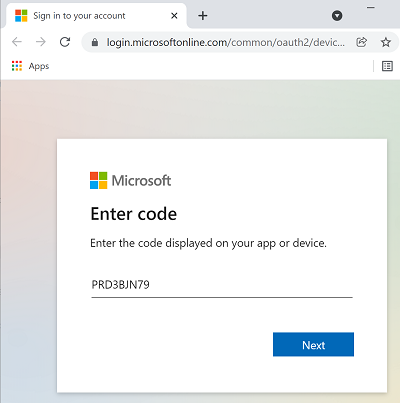 Sign in to your account
login.microsoftonline.com/common/oauth2/devic...
Apps
Microsoft
Enter code
Enter the code displayed on your app or device.
PRD3BJN79
Next